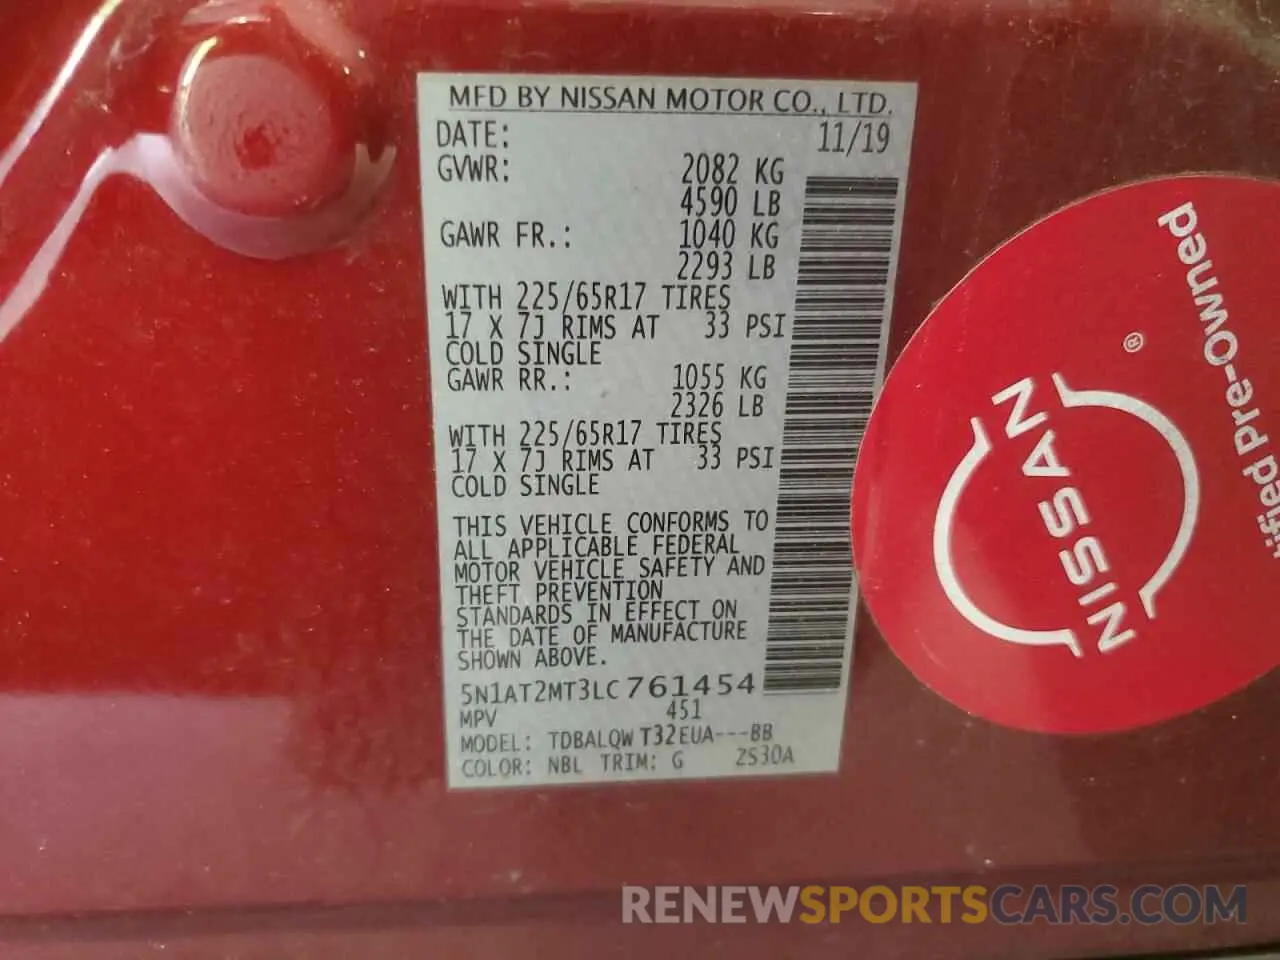 MFD BY NISSAN MOTOR CO., LTD.
DATE: 11/19
GVWR: 2082 KG
4590 LB
GAWR FR.: 1040 KG
2293 LB
WITH 225/65R17 TIRES
17 X 7J RIMS AT 33 PSI
COLD SINGLE
GAWR RR.: 1055 KG
2326 LB
WITH 225/65R17 TIRES
17 X 7J RIMS AT 33 PSI
COLD SINGLE
THIS VEHICLE CONFORMS TO
ALL APPLICABLE FEDERAL
MOTOR VEHICLE SAFETY AND
THEFT PREVENTION
STANDARDS IN EFFECT ON
THE DATE OF MANUFACTURE
SHOWN ABOVE.
5N1AT2MT3LC761454
MPV 451
MODEL: TDBALQW T32EUA---BB
COLOR: NBL TRIM: G 2S30A
NISSAN ®
Pre-Owned
RENEWSPORTSCARS.COM